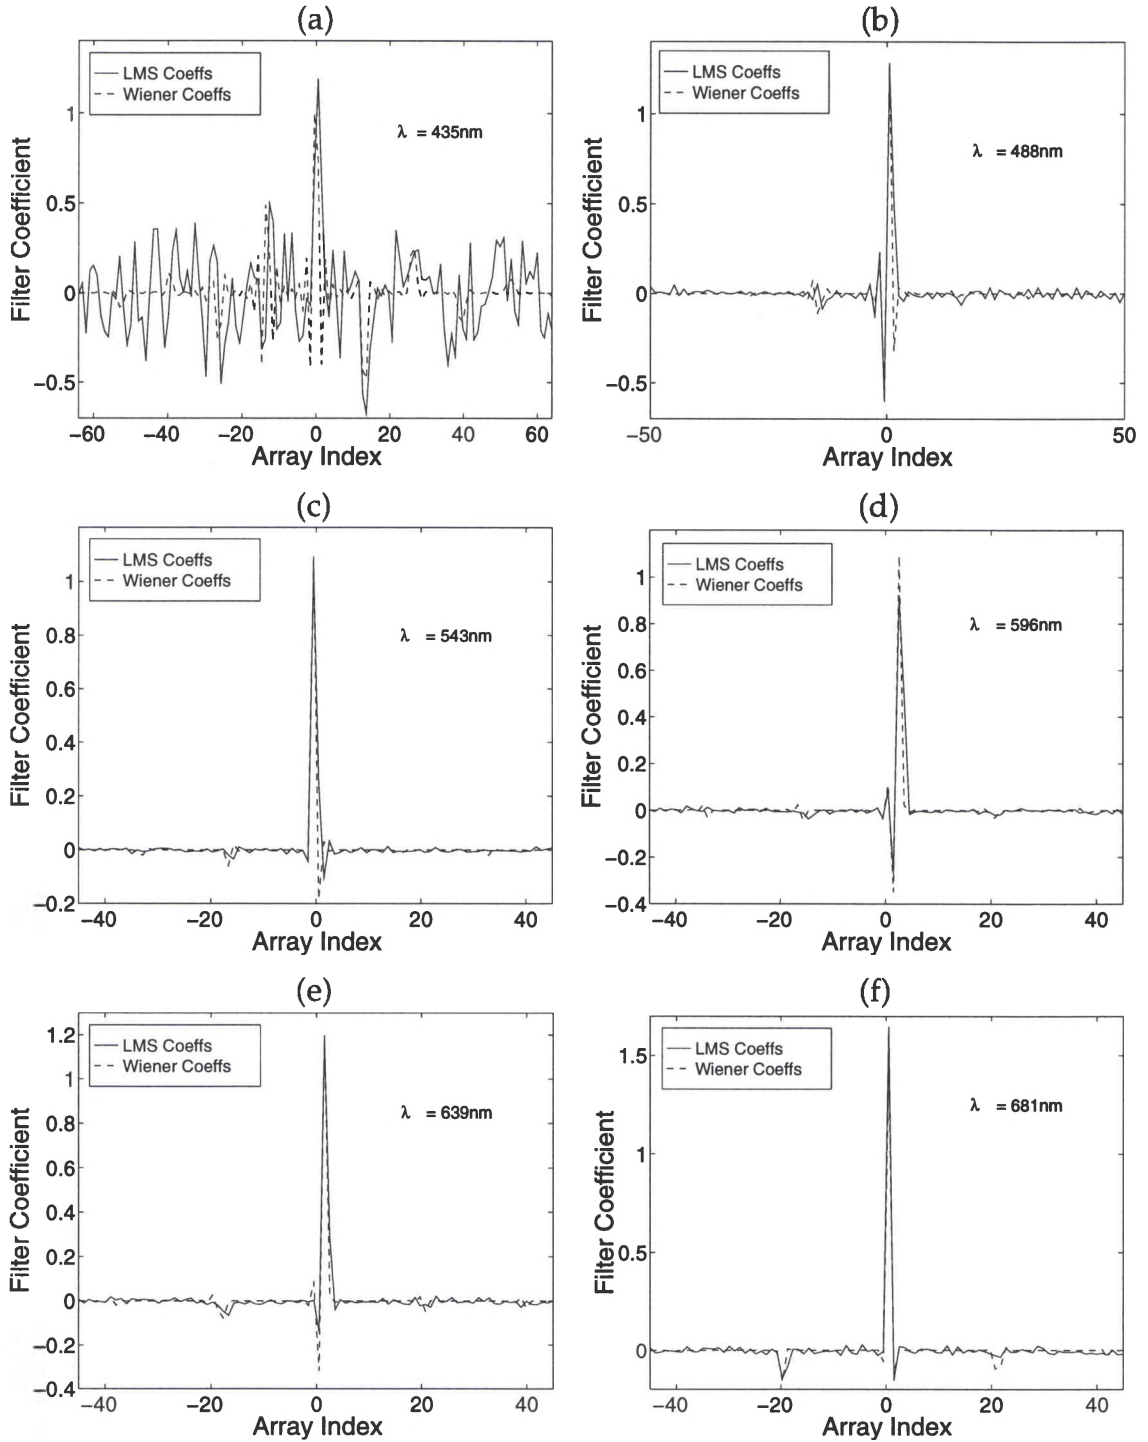 (a)
LMS Coeffs
Wiener Coeffs
λ = 435nm
Filter Coefficient
1
0.5
0
−0.5
−60 −40 −20 0 20 40 60
Array Index
(b)
LMS Coeffs
Wiener Coeffs
λ = 488nm
Filter Coefficient
1
0.5
0
−0.5
−50 0 50
Array Index
(c)
LMS Coeffs
Wiener Coeffs
λ = 543nm
Filter Coefficient
1
0.8
0.6
0.4
0.2
0
−0.2
−40 −20 0 20 40
Array Index
(d)
LMS Coeffs
Wiener Coeffs
λ = 596nm
Filter Coefficient
1
0.8
0.6
0.4
0.2
0
−0.2
−0.4
−40 −20 0 20 40
Array Index
(e)
LMS Coeffs
Wiener Coeffs
λ = 639nm
Filter Coefficient
1.2
1
0.8
0.6
0.4
0.2
0
−0.2
−0.4
−40 −20 0 20 40
Array Index
(f)
LMS Coeffs
Wiener Coeffs
λ = 681nm
Filter Coefficient
1.5
1
0.5
0
−40 −20 0 20 40
Array Index